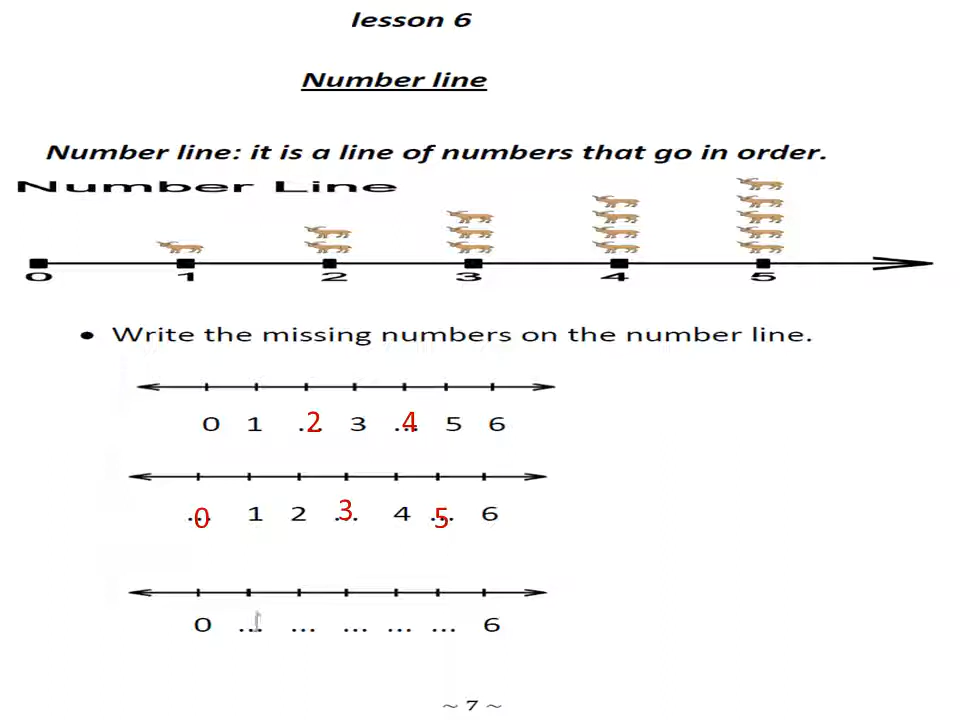 lesson 6
Number line
Number line: it is a line of numbers that go in order.
Number Line
0 1 2 3 4 5
• Write the missing numbers on the number line.
0 1 ...2 3 ...4 5 6
...0 1 2 ...3 4 ...5 6
0 ... ... ... ... ... 6
~ 7 ~